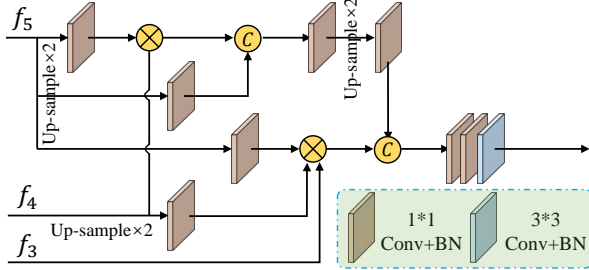 f₅
Up-sample×2
C
Up-sample×2
C
f₄
Up-sample×2
f₃
1*1
Conv+BN
3*3
Conv+BN